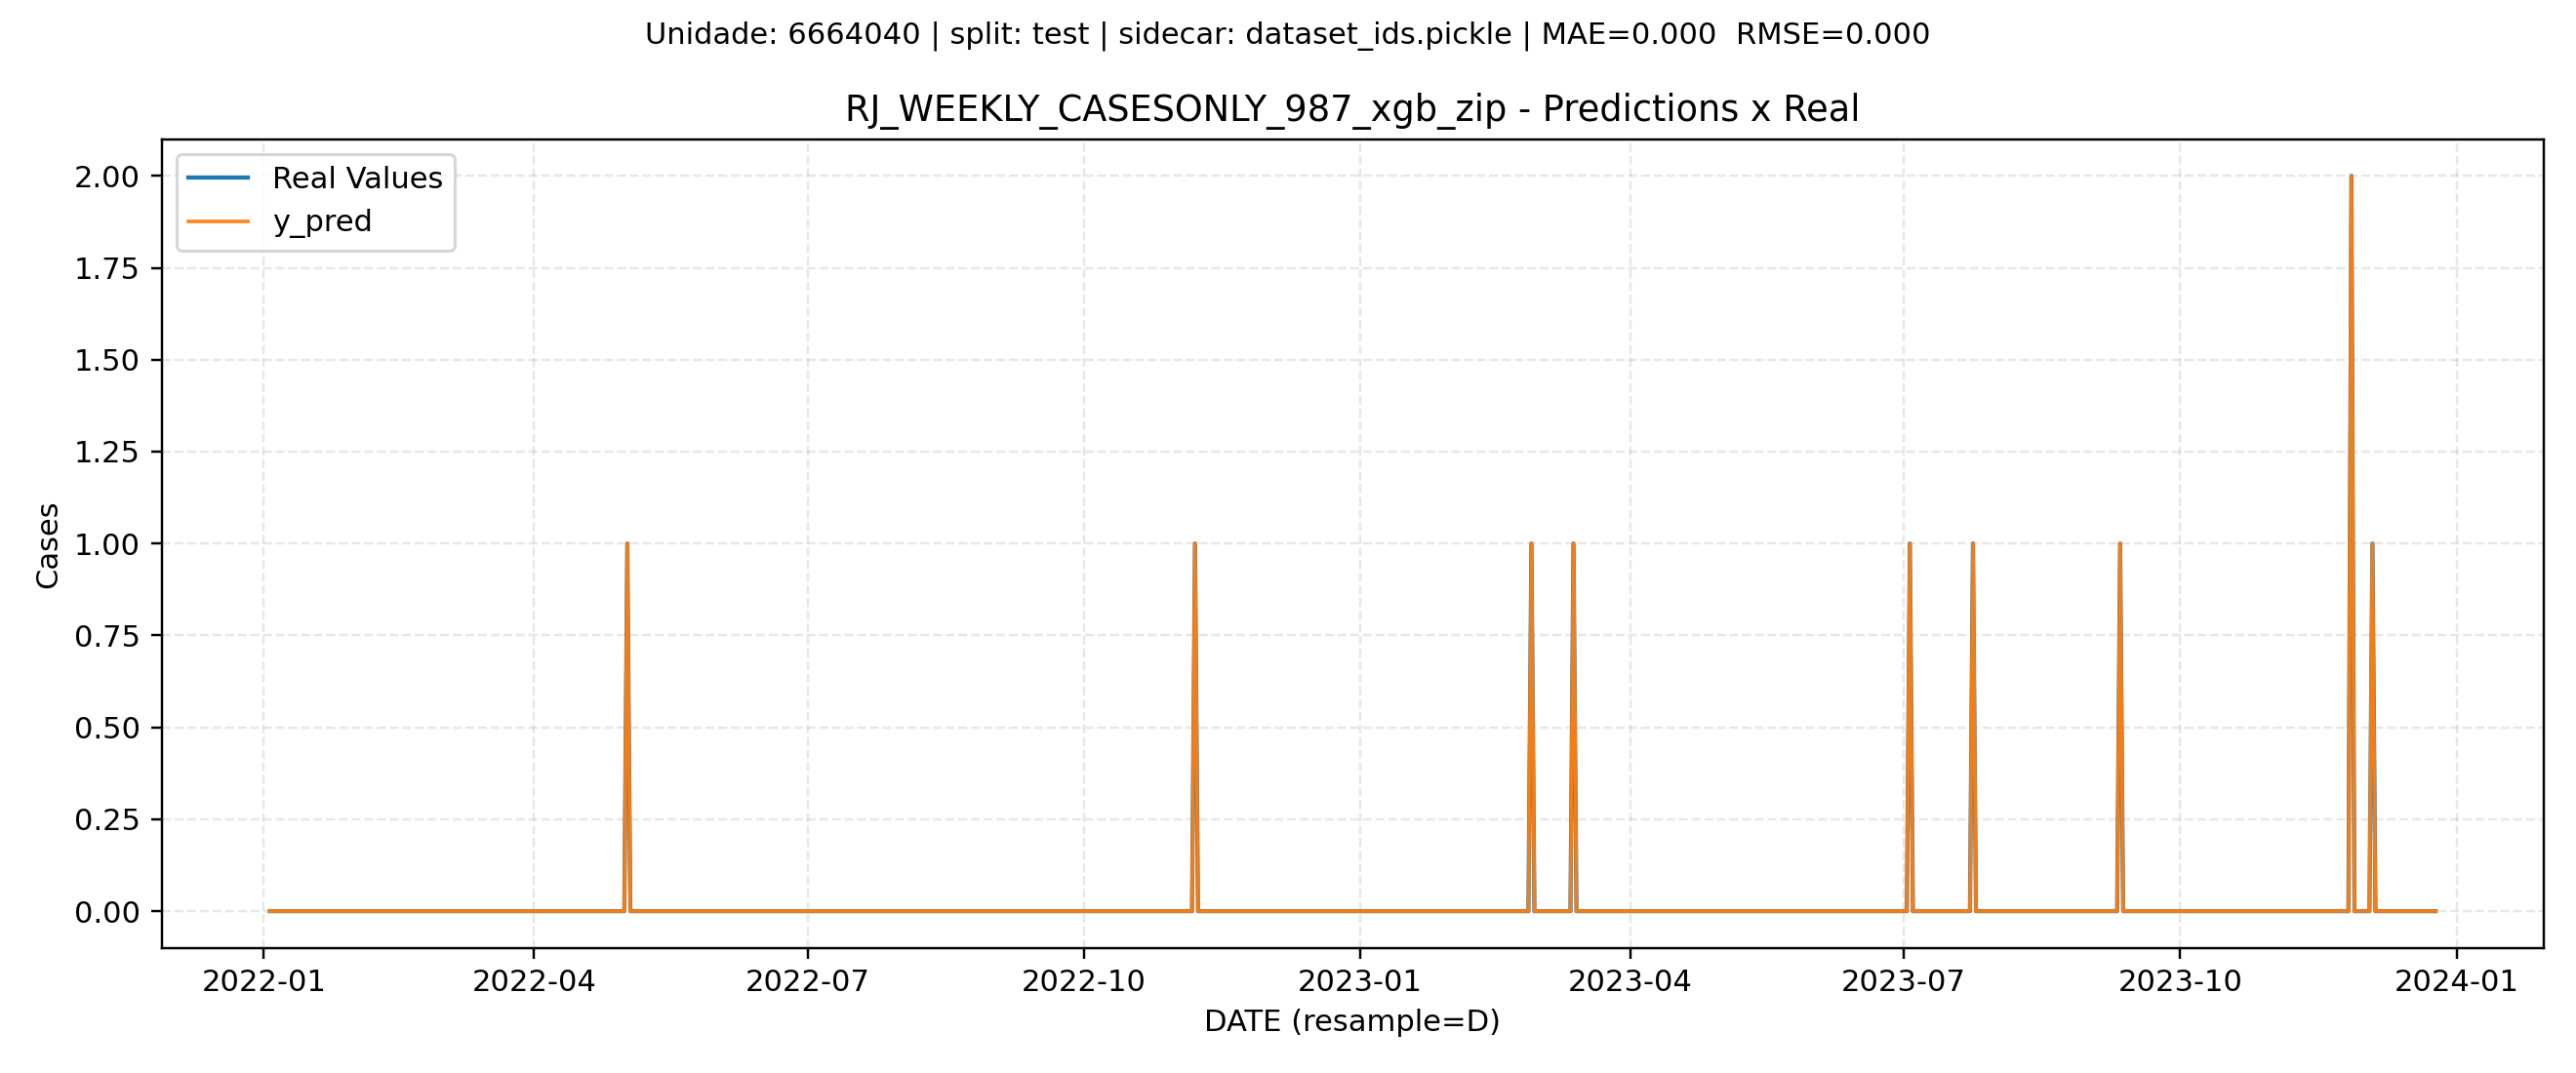 Unidade: 6664040 | split: test | sidecar: dataset_ids.pickle | MAE=0.000  RMSE=0.000
RJ_WEEKLY_CASESONLY_987_xgb_zip - Predictions x Real
Real Values
y_pred
2.00
1.75
1.50
1.25
1.00
0.75
0.50
0.25
0.00
Cases
2022-01 2022-04 2022-07 2022-10 2023-01 2023-04 2023-07 2023-10 2024-01
DATE (resample=D)